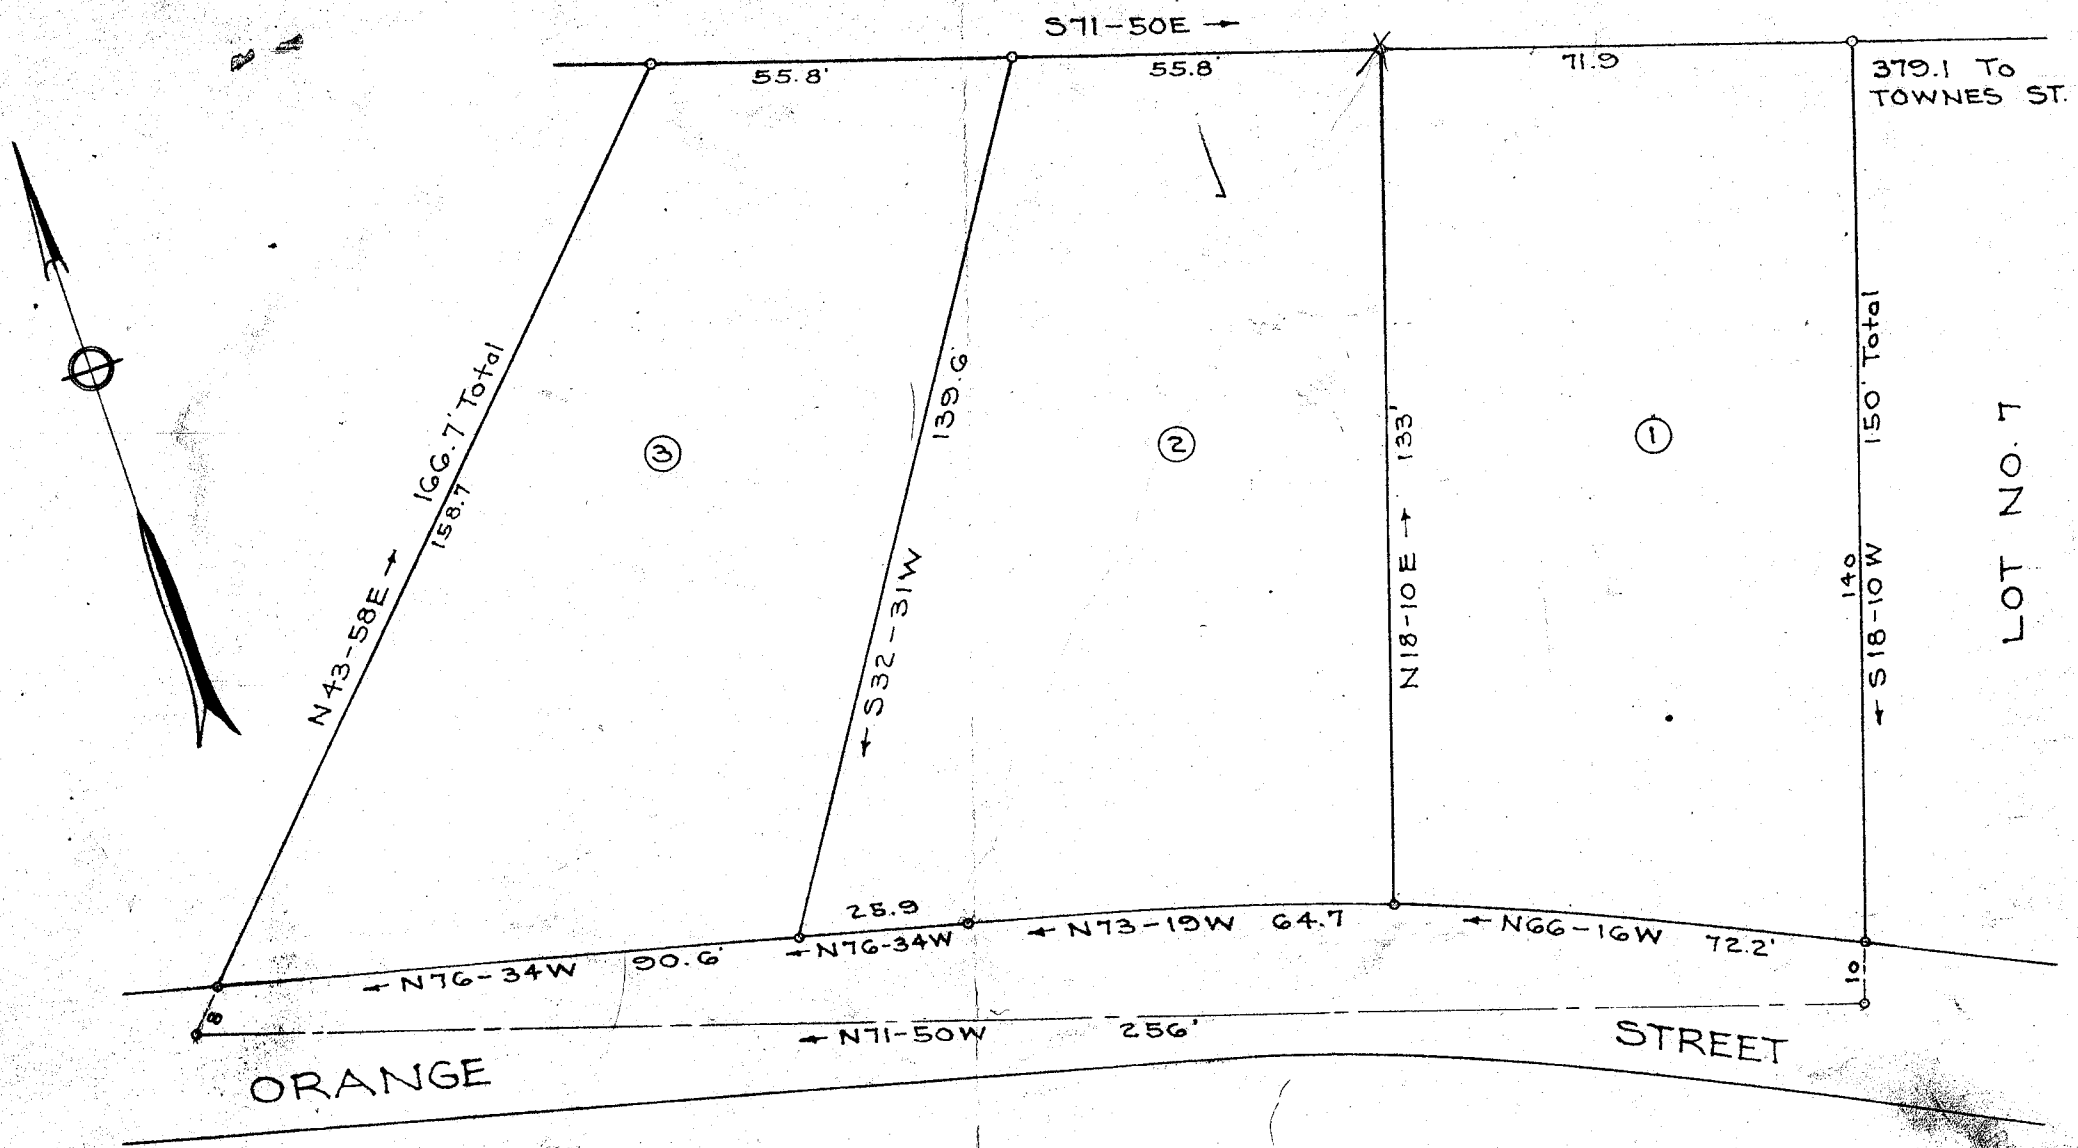 S71-50E →
55.8'
55.8'
71.9
379.1 To
TOWNES ST.
N43-58E →
166.7' Total
158.7
③
← S32-31W
139.6'
②
N18-10E →
133'
①
150' Total
140
← S18-10W
LOT NO. 7
← N76-34W 90.6'
25.9
← N76-34W
← N73-19W 64.7
← N66-16W 72.2'
10
8
← N71-50W 256'
ORANGE STREET